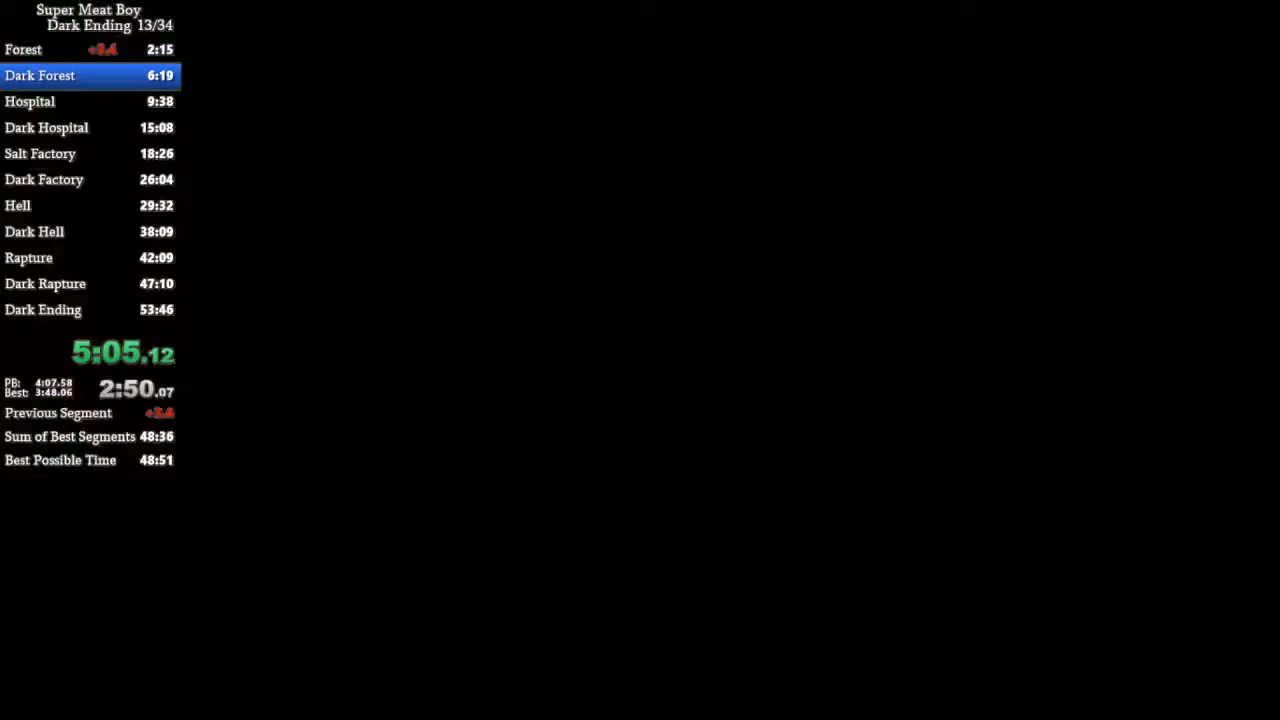 Super Meat Boy
Dark Ending 13/34
Forest 2:15
Dark Forest 6:19
Hospital 9:38
Dark Hospital 15:08
Salt Factory 18:26
Dark Factory 26:04
Hell 29:32
Dark Hell 38:09
Rapture 42:09
Dark Rapture 47:10
Dark Ending 53:46
5:05.12
PB: 4:07.58
Best: 3:48.06
2:50.07
Previous Segment
Sum of Best Segments 48:36
Best Possible Time 48:51